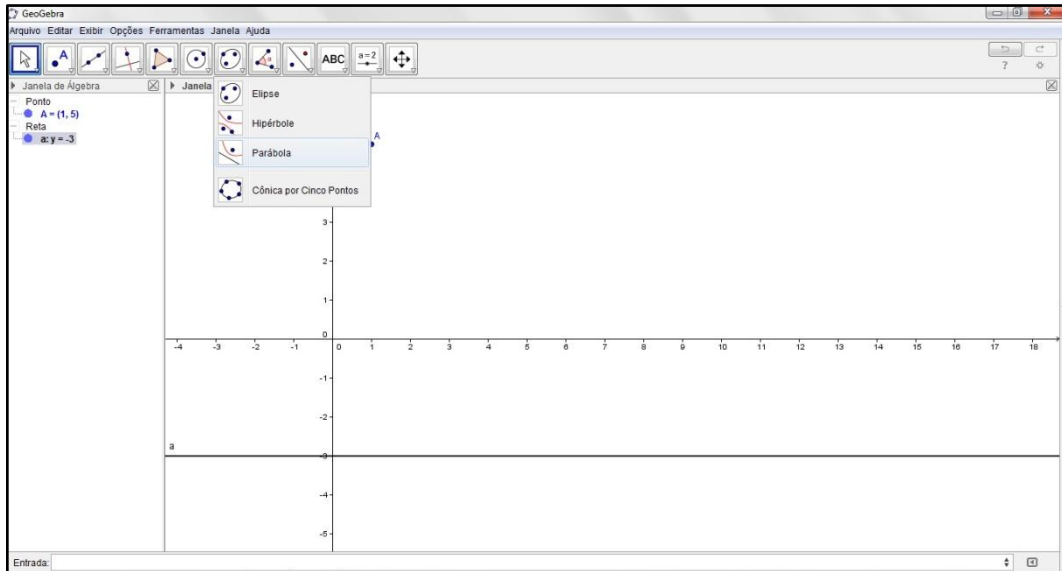 GeoGebra
Arquivo Editar Exibir Opções Ferramentas Janela Ajuda
A α ABC a=2
?
Janela de Álgebra
Janela
Ponto
A = (1, 5)
Reta
a: y = -3
Elipse
Hipérbole
Parábola
Cônica por Cinco Pontos
A
3
2
1
0
-4 -3 -2 -1 0 1 2 3 4 5 6 7 8 9 10 11 12 13 14 15 16 17 18
-1
-2
a
-3
-4
-5
Entrada: